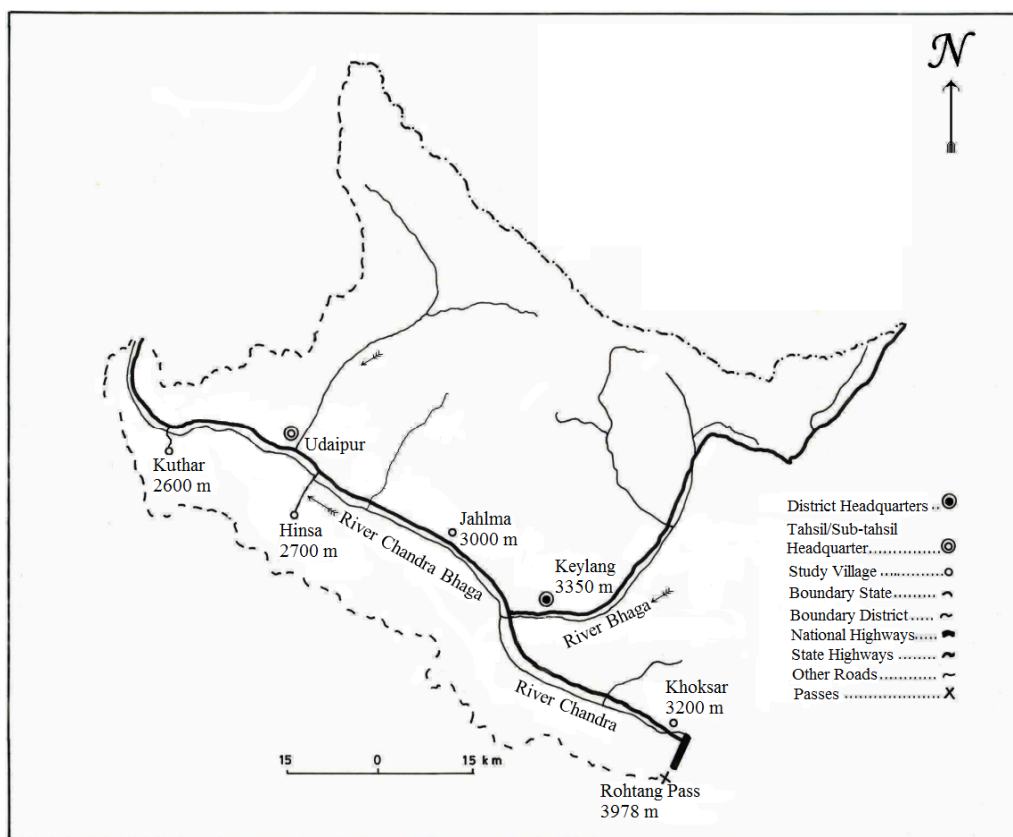 N
Udaipur
Kuthar
2600 m
Hinsa
2700 m
Jahlma
3000 m
River Chandra Bhaga
Keylang
3350 m
River Bhaga
River Chandra
Khoksar
3200 m
Rohtang Pass
3978 m
15 0 15 km
District Headquarters ..
Tahsil/Sub-tahsil
Headquarter..............
Study Village ............
Boundary State .........
Boundary District ......
National Highways.....
State Highways .........
Other Roads ............
Passes ....................